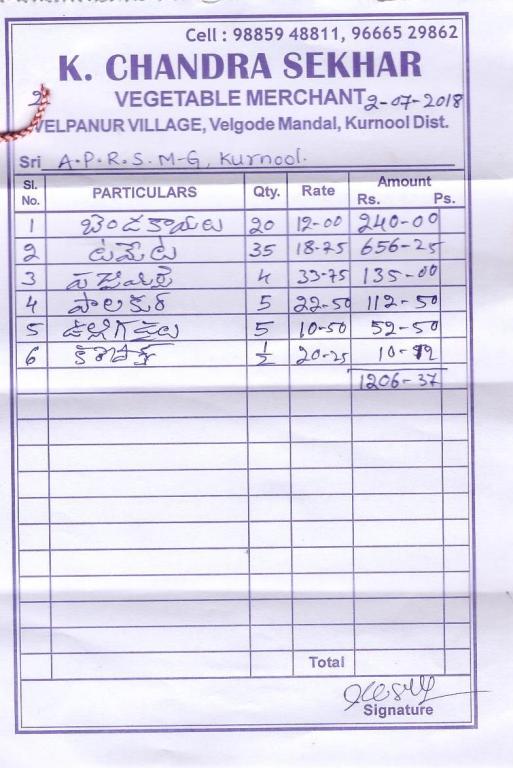 Cell : 98859 48811, 96665 29862
K. CHANDRA SEKHAR
VEGETABLE MERCHANT 2-07-2018
VELPANUR VILLAGE, Velgode Mandal, Kurnool Dist.
Sri A.P.R.S. M-G, Kurnool.
Sl. No. PARTICULARS Qty. Rate Amount Rs. Ps.
1 బెండకాయలు 20 12-00 240-00
2 టమేట 35 18-75 656-25
3 4 33-75 135-00
4 పాలకుర 5 22-50 112-50
5 ఉల్లిగడ్డలు 5 10-50 52-50
6 ½ 20-25 10-12
1206-37
Total
Signature